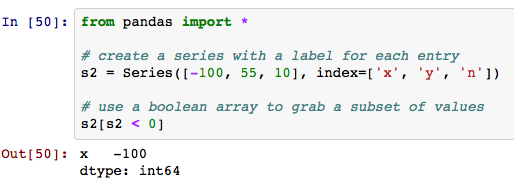 In [50]: from pandas import *
# create a series with a label for each entry
s2 = Series([-100, 55, 10], index=['x', 'y', 'n'])
# use a boolean array to grab a subset of values
s2[s2 < 0]
Out[50]: x   -100
dtype: int64